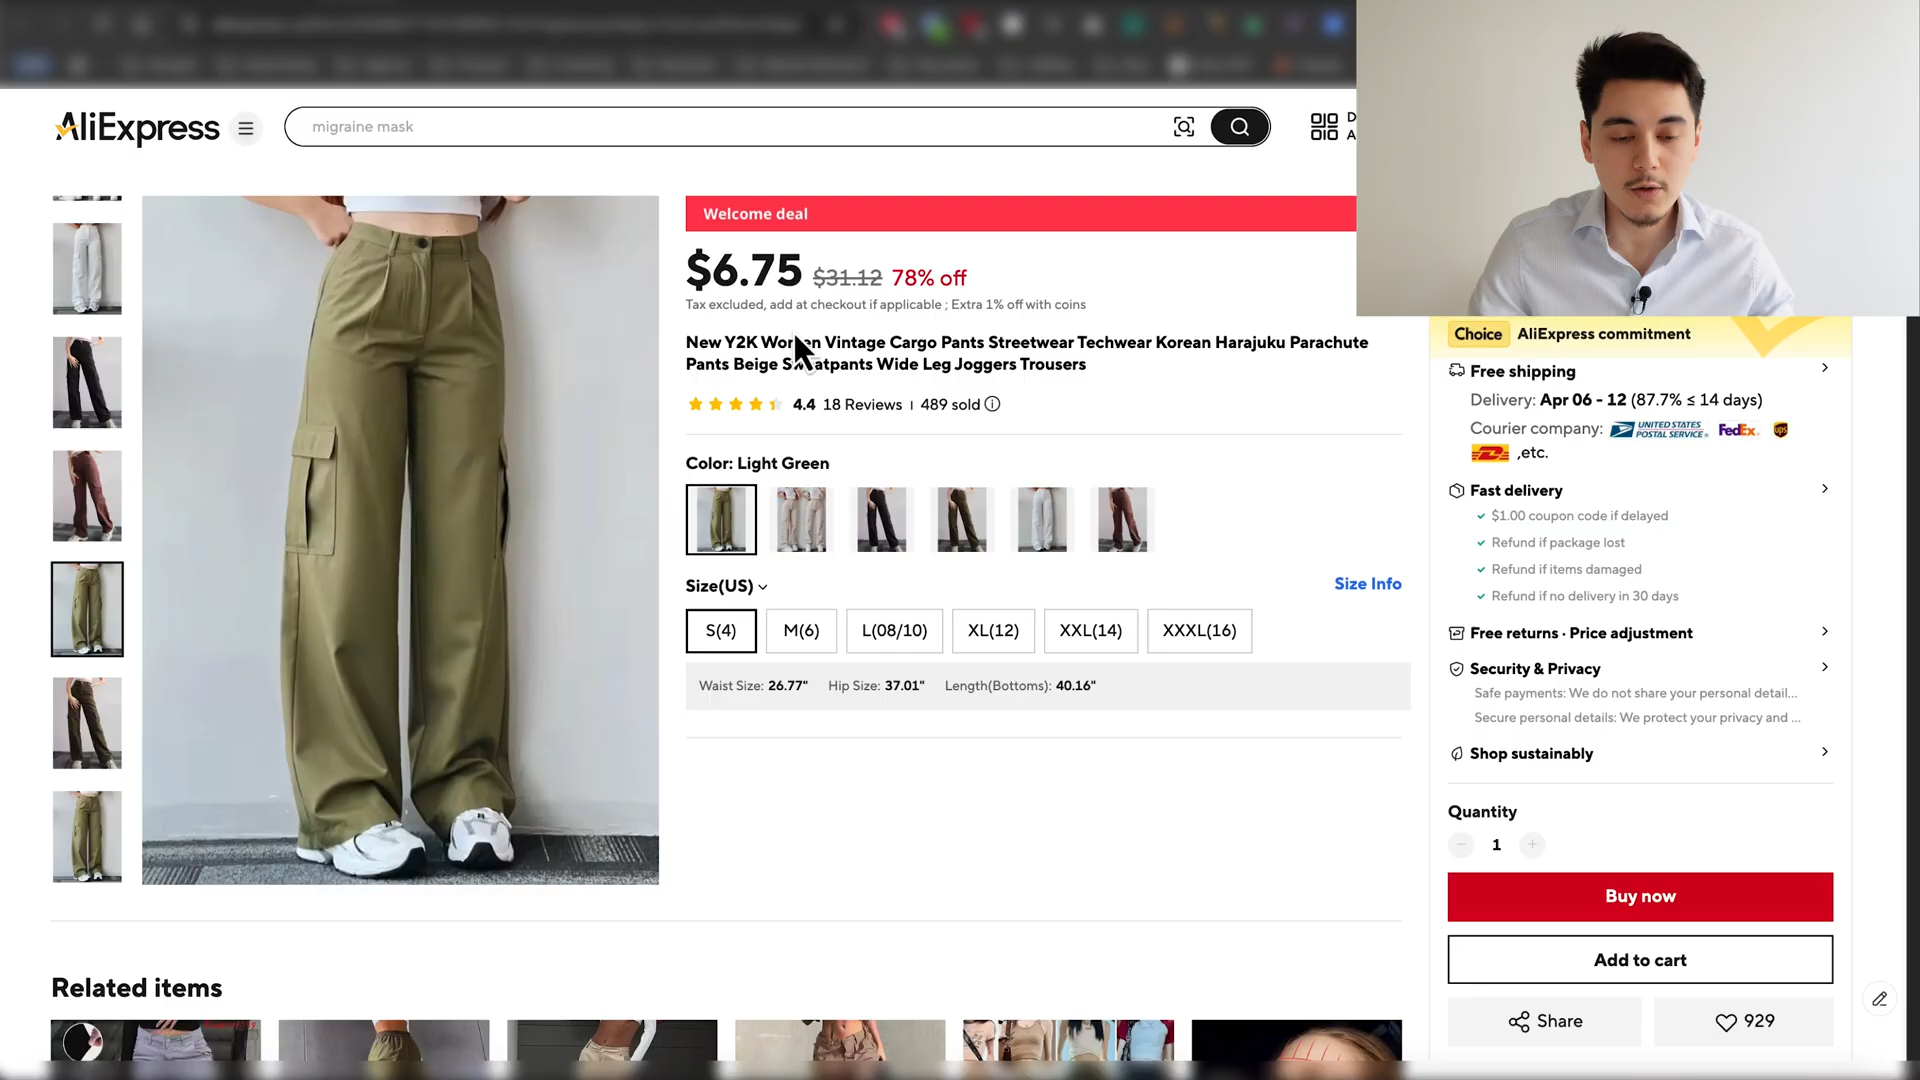 AliExpress
migraine mask
D
A
Welcome deal
$6.75 $31.12 78% off
Tax excluded, add at checkout if applicable ; Extra 1% off with coins
New Y2K Women Vintage Cargo Pants Streetwear Techwear Korean Harajuku Parachute
Pants Beige Sweatpants Wide Leg Joggers Trousers
4.4 18 Reviews 489 sold
Color: Light Green
Size(US)
Size Info
S(4) M(6) L(08/10) XL(12) XXL(14) XXXL(16)
Waist Size: 26.77" Hip Size: 37.01" Length(Bottoms): 40.16"
Choice AliExpress commitment
Free shipping
Delivery: Apr 06 - 12 (87.7% ≤ 14 days)
Courier company: UNITED STATES POSTAL SERVICE FedEx ups
,etc.
Fast delivery
$1.00 coupon code if delayed
Refund if package lost
Refund if items damaged
Refund if no delivery in 30 days
Free returns · Price adjustment
Security & Privacy
Safe payments: We do not share your personal detail...
Secure personal details: We protect your privacy and ...
Shop sustainably
Quantity
− 1 +
Buy now
Add to cart
Share 929
Related items